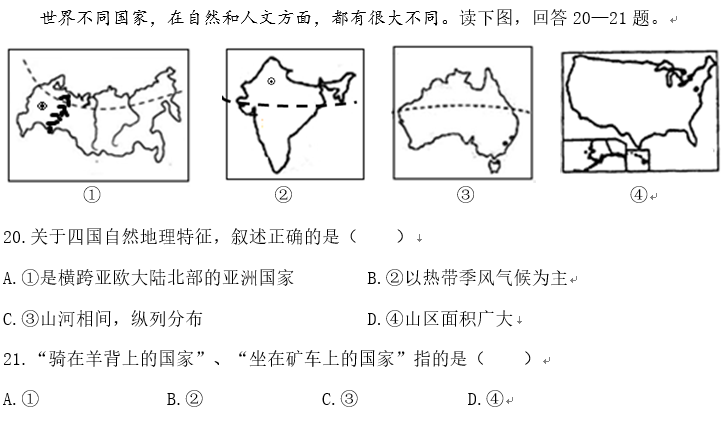 世界不同国家，在自然和人文方面，都有很大不同。读下图，回答 20—21 题。
① ② ③ ④
20.关于四国自然地理特征，叙述正确的是（　　）
A.①是横跨亚欧大陆北部的亚洲国家 B.②以热带季风气候为主
C.③山河相间，纵列分布 D.④山区面积广大
21.“骑在羊背上的国家”、“坐在矿车上的国家”指的是（　　）
A.① B.② C.③ D.④